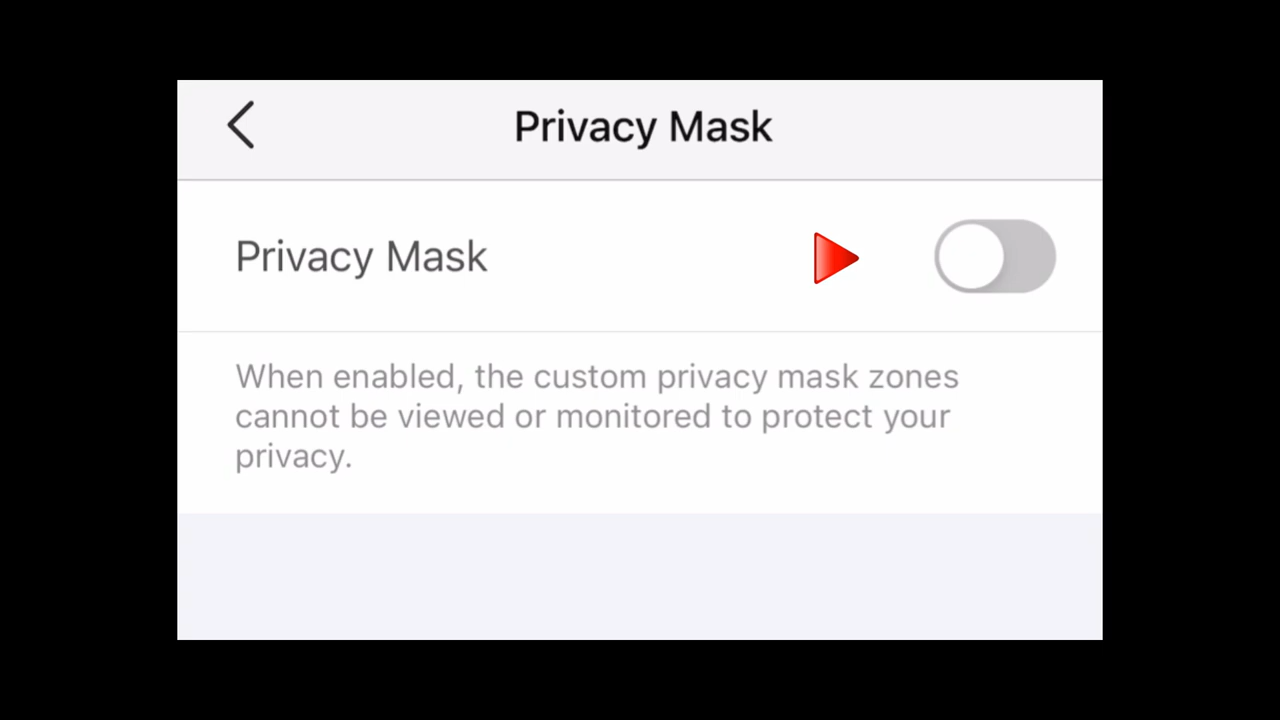 Privacy Mask
Privacy Mask
When enabled, the custom privacy mask zones
cannot be viewed or monitored to protect your
privacy.